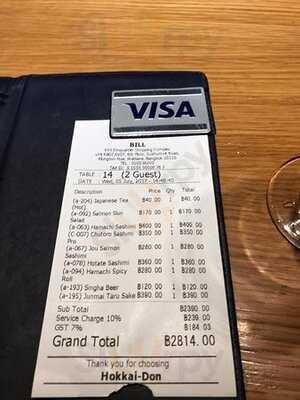 VISA
BILL
TABLE : 14 (2 Guest)
Description Price Qty Total
(a-204) Japanese Tea ฿40.00 1 ฿40.00
(Hot)
(a-092) Salmon Skin ฿170.00 1 ฿170.00
Salad
(a-063) Hamachi Sashimi ฿400.00 1 ฿400.00
(C-007) Chutoro Sashimi ฿350.00 1 ฿350.00
Pro
(a-067) Jou Salmon ฿280.00 1 ฿280.00
Sashimi
(a-078) Hotate Sashimi ฿360.00 1 ฿360.00
(a-094) Hamachi Spicy ฿280.00 1 ฿280.00
Roll
(a-193) Singha Beer ฿120.00 1 ฿120.00
(a-195) Junmai Taru Sake ฿390.00 1 ฿390.00
Sub Total ฿2390.00
Service Charge 10% ฿239.00
GST 7% ฿184.03
Grand Total ฿2814.00
Thank you for choosing
Hokkai-Don